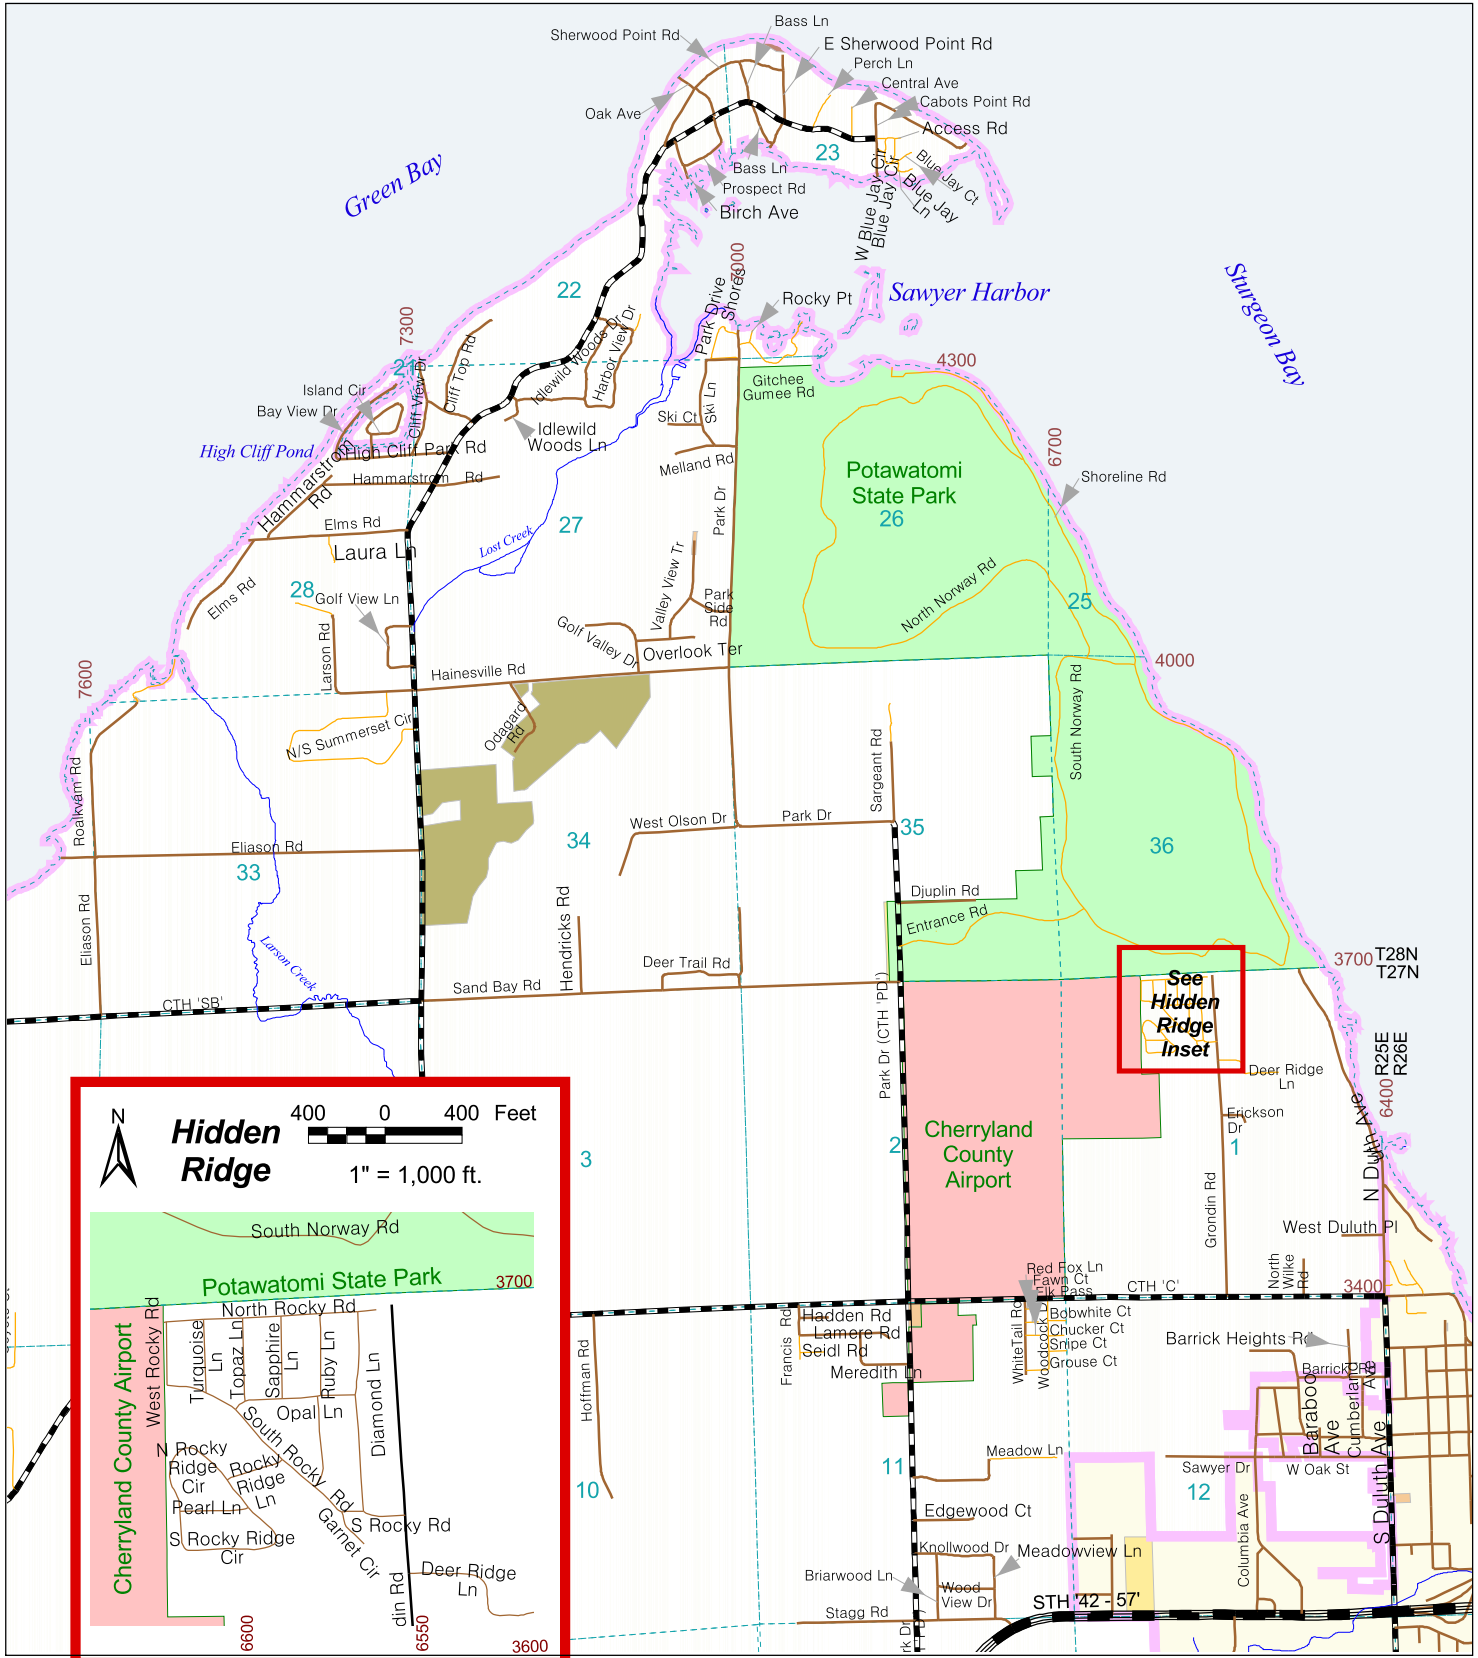 Bass Ln
Sherwood Point Rd
E Sherwood Point Rd
Perch Ln
Central Ave
Cabots Point Rd
Oak Ave
Access Rd
23
Blue Jay Ct
Bass Ln
Prospect Rd
Birch Ave
Blue Jay
Ln
W Blue Jay Cir
Blue Jay Cir
Green Bay
Sawyer Harbor
Sturgeon Bay
22
7000
Park Drive
Shores
Rocky Pt
7300
21
4300
Island Cir
Bay View Dr
Cliff View Dr
Cliff Top Rd
Idlewild Woods Dr
Harbor View Dr
Gitchee
Gumee Rd
Ski Ln
Ski Ct
Idlewild
Woods Ln
High Cliff Pond
High Cliff Park Rd
Hammarstrom
Rd
Hammarstrom Rd
Melland Rd
6700
Shoreline Rd
Potawatomi
State Park
26
Park Dr
27
Elms Rd
Laura Ln
Lost Creek
28
Elms Rd
Golf View Ln
Valley View Tr
Park
Side
Rd
North Norway Rd
25
Larson Rd
Golf Valley Dr
Overlook Ter
7600
Hainesville Rd
4000
South Norway Rd
N/S Summerset Cir
Odagard
Rd
Roalkvam Rd
Sargeant Rd
West Olson Dr
Park Dr
35
34
36
Eliason Rd
33
Djuplin Rd
Entrance Rd
Eliason Rd
Hendricks Rd
Larson Creek
Deer Trail Rd
3700
T28N
T27N
Sand Bay Rd
CTH 'SB'
See
Hidden
Ridge
Inset
Park Dr (CTH 'PD')
R25E
R26E
Deer Ridge
Ln
6400
Erickson
Dr
N Duluth Ave
Cherryland
County
Airport
3
2
1
Grondin Rd
West Duluth Pl
North
Wilke
Rd
Red Fox Ln
Fawn Ct
Elk Pass
CTH 'C'
3400
Hadden Rd
Lamere Rd
Seidl Rd
Francis Rd
Meredith Ln
WhiteTail Rd
Woodcock Dr
Bobwhite Ct
Chucker Ct
Snipe Ct
Grouse Ct
Barrick Heights Rd
Barrick Rd
Hoffman Rd
Baraboo
Ave
Cumberland
Ave
S Duluth Ave
Meadow Ln
Sawyer Dr
W Oak St
10
11
12
Edgewood Ct
Columbia Ave
Knollwood Dr
Meadowview Ln
Briarwood Ln
Wood
View Dr
Stagg Rd
STH '42 - 57'
rk Dr
N
Hidden
Ridge
400 0 400 Feet
1" = 1,000 ft.
South Norway Rd
Potawatomi State Park
3700
North Rocky Rd
West Rocky Rd
Cherryland County Airport
Turquoise
Ln
Topaz Ln
Sapphire
Ln
Ruby Ln
Diamond Ln
Opal Ln
South Rocky Rd
N Rocky
Ridge
Cir
Rocky
Ridge
Ln
Pearl Ln
S Rocky Ridge
Cir
S Rocky Rd
Garnet Cir
Deer Ridge
Ln
din Rd
6600
6550
3600